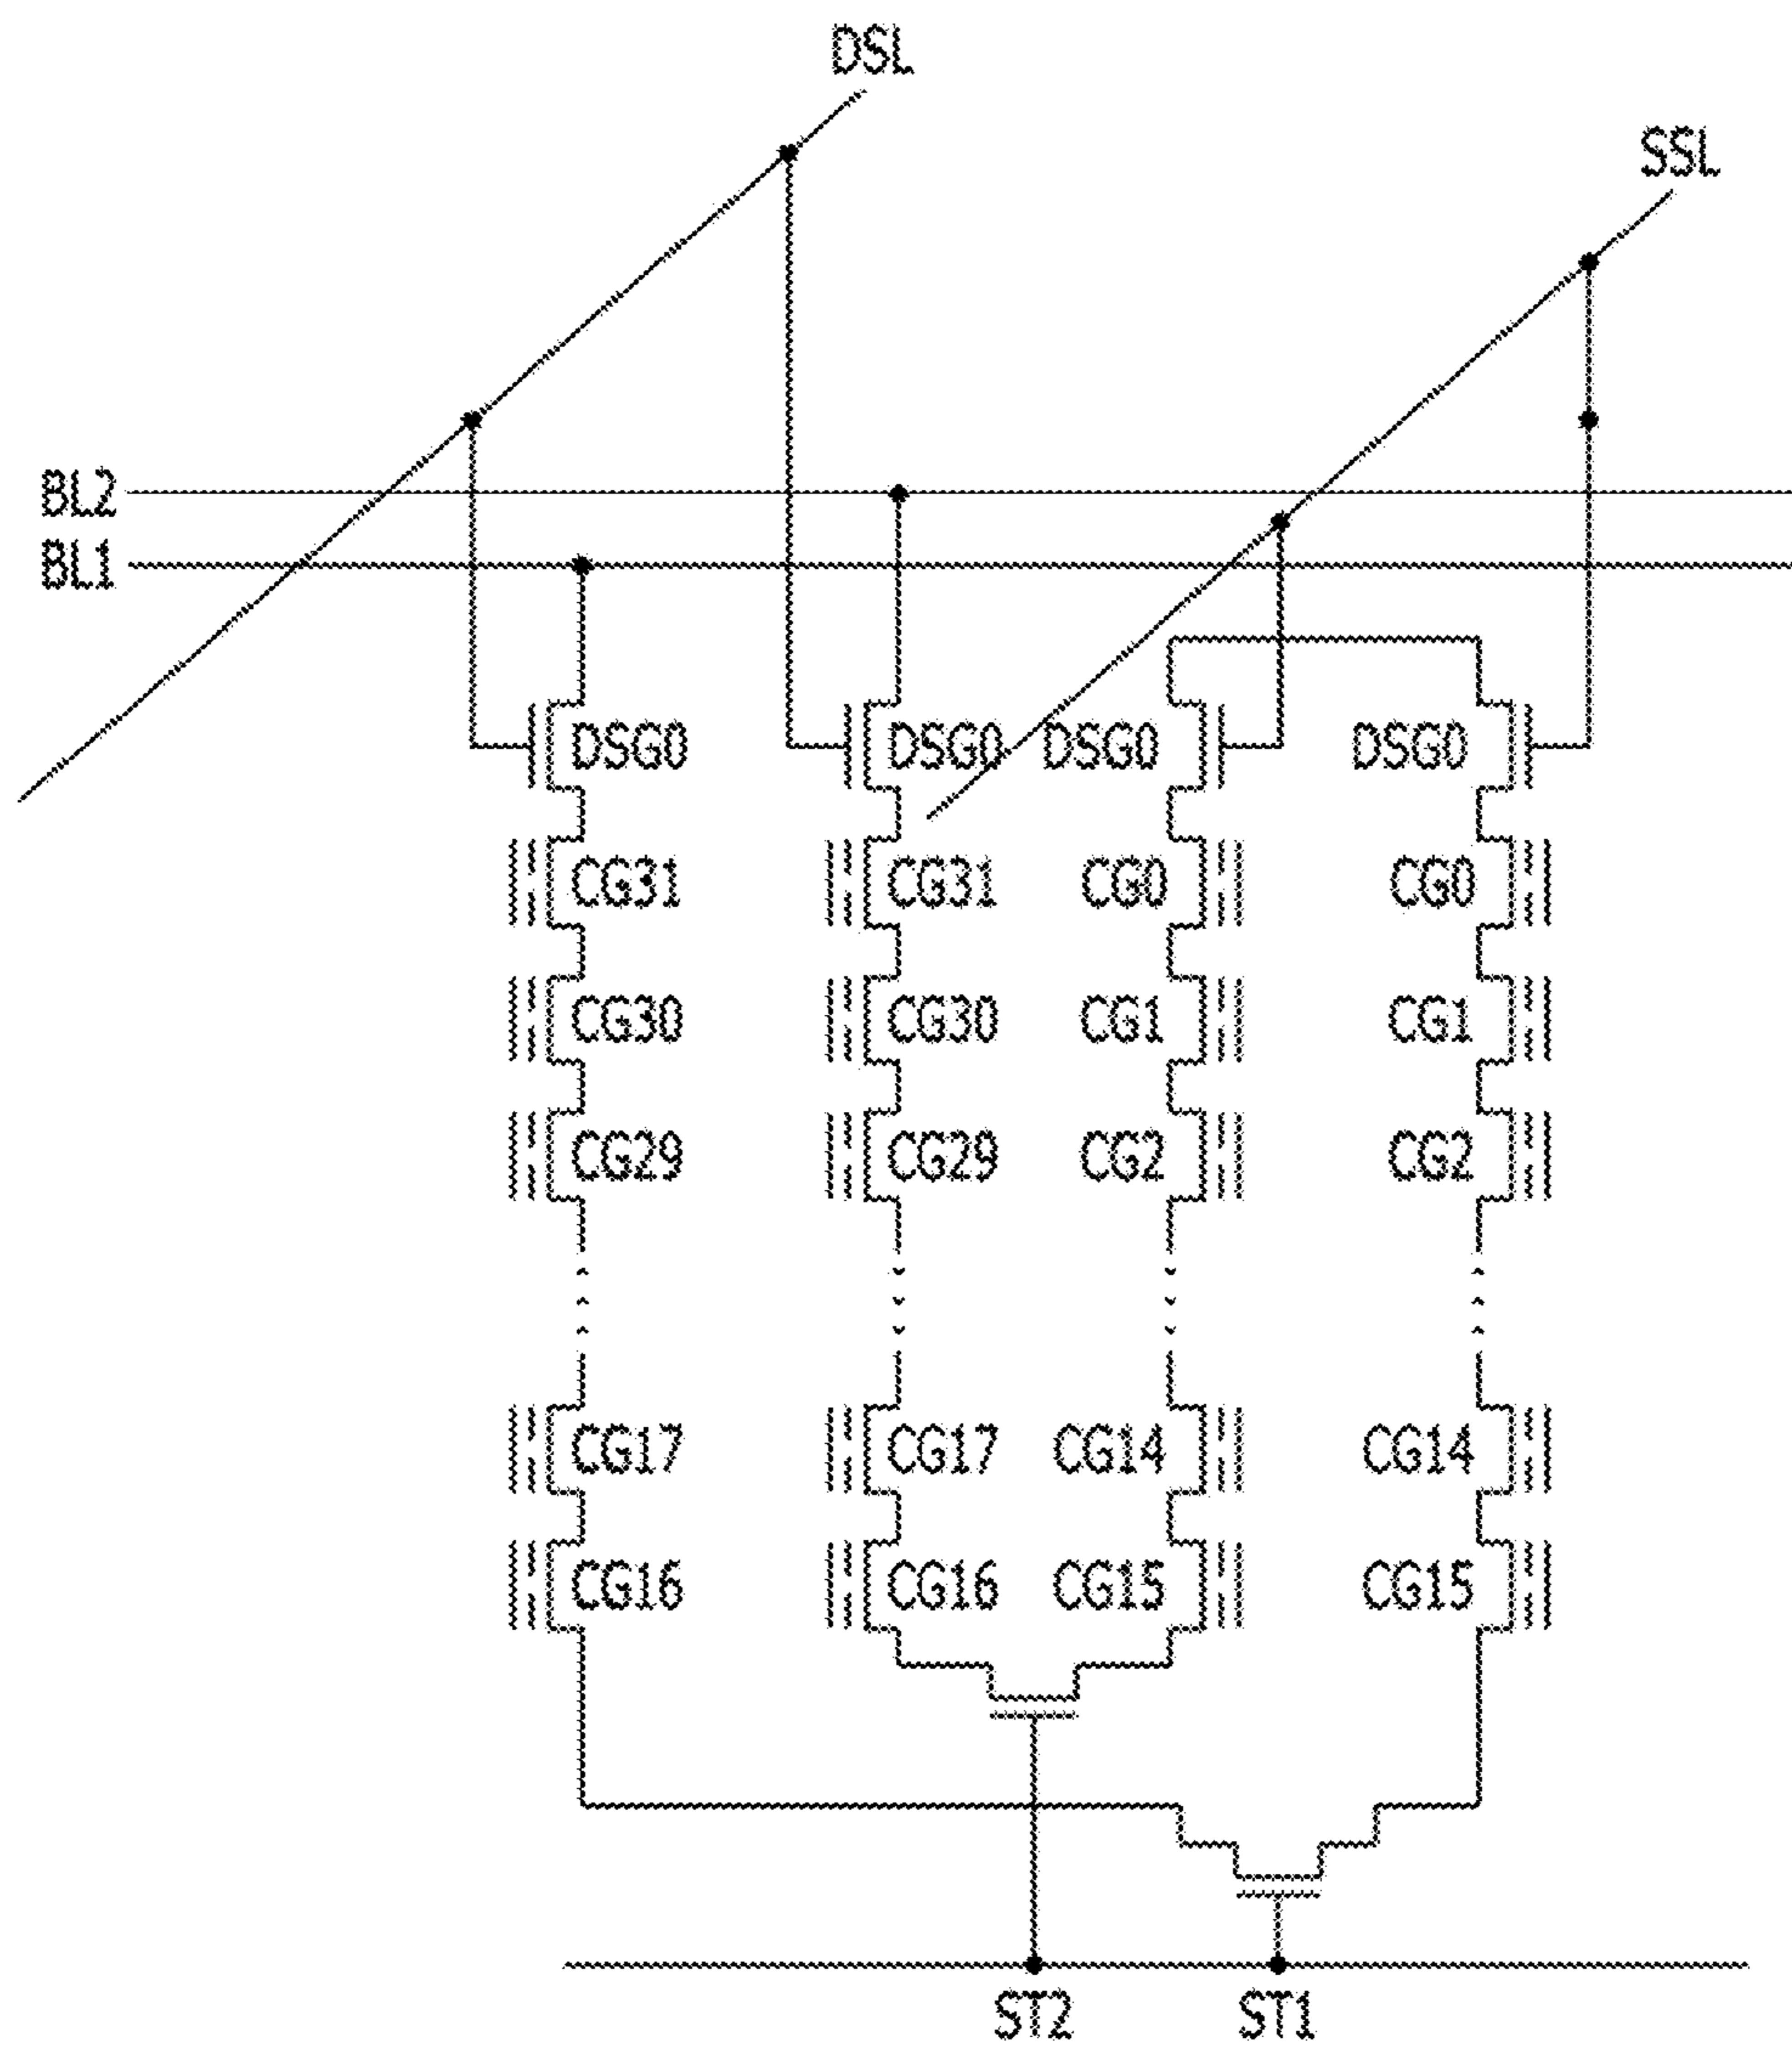 DSL
SSL
BL2
BL1
DSG0 DSG0 DSG0 DSG0
CG31 CG31 CG0 CG0
CG30 CG30 CG1 CG1
CG29 CG29 CG2 CG2
CG17 CG17 CG14 CG14
CG16 CG16 CG15 CG15
ST2 ST1